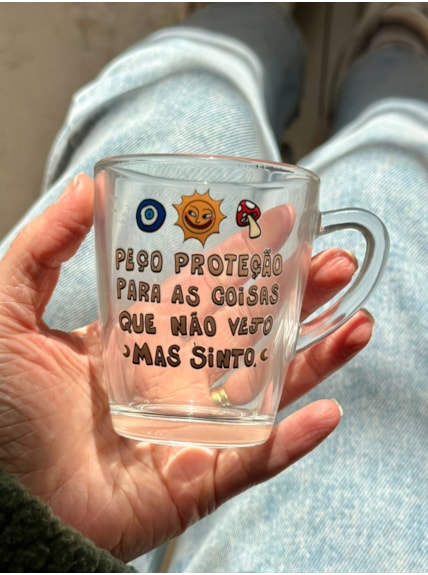 PEÇO PROTEÇÃO
PARA AS COISAS
QUE NÃO VEJO
MAS SINTO.